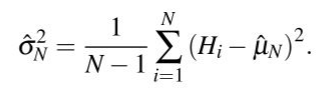 σ̂²_N = 1/(N − 1) ∑_{i=1}^{N} (H_i − μ̂_N)².